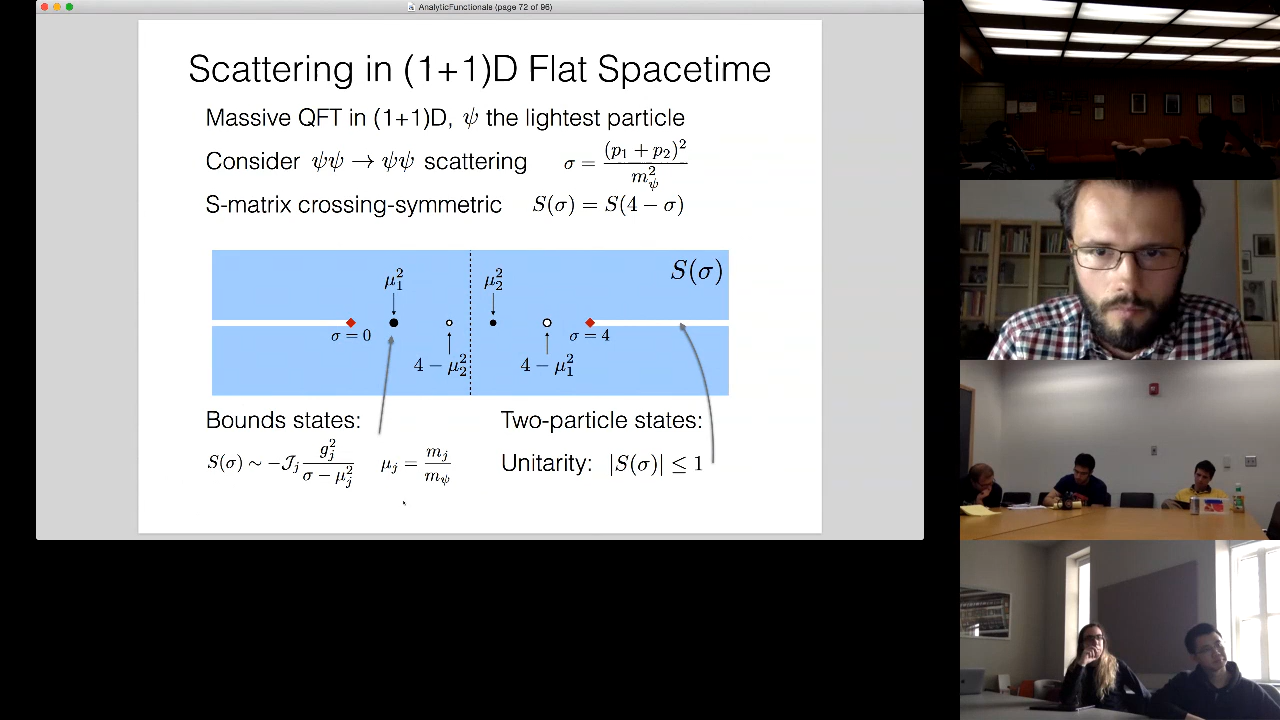 AnalyticFunctionals (page 72 of 96)
Scattering in (1+1)D Flat Spacetime
Massive QFT in (1+1)D, ψ the lightest particle
Consider ψψ → ψψ scattering σ = (p₁ + p₂)² / m²_ψ
S-matrix crossing-symmetric S(σ) = S(4 − σ)
S(σ)
μ₁² μ₂²
σ = 0 σ = 4
4 − μ₂² 4 − μ₁²
Bounds states: Two-particle states:
S(σ) ∼ −𝒥_j g_j² / (σ − μ_j²) μ_j = m_j / m_ψ Unitarity: |S(σ)| ≤ 1